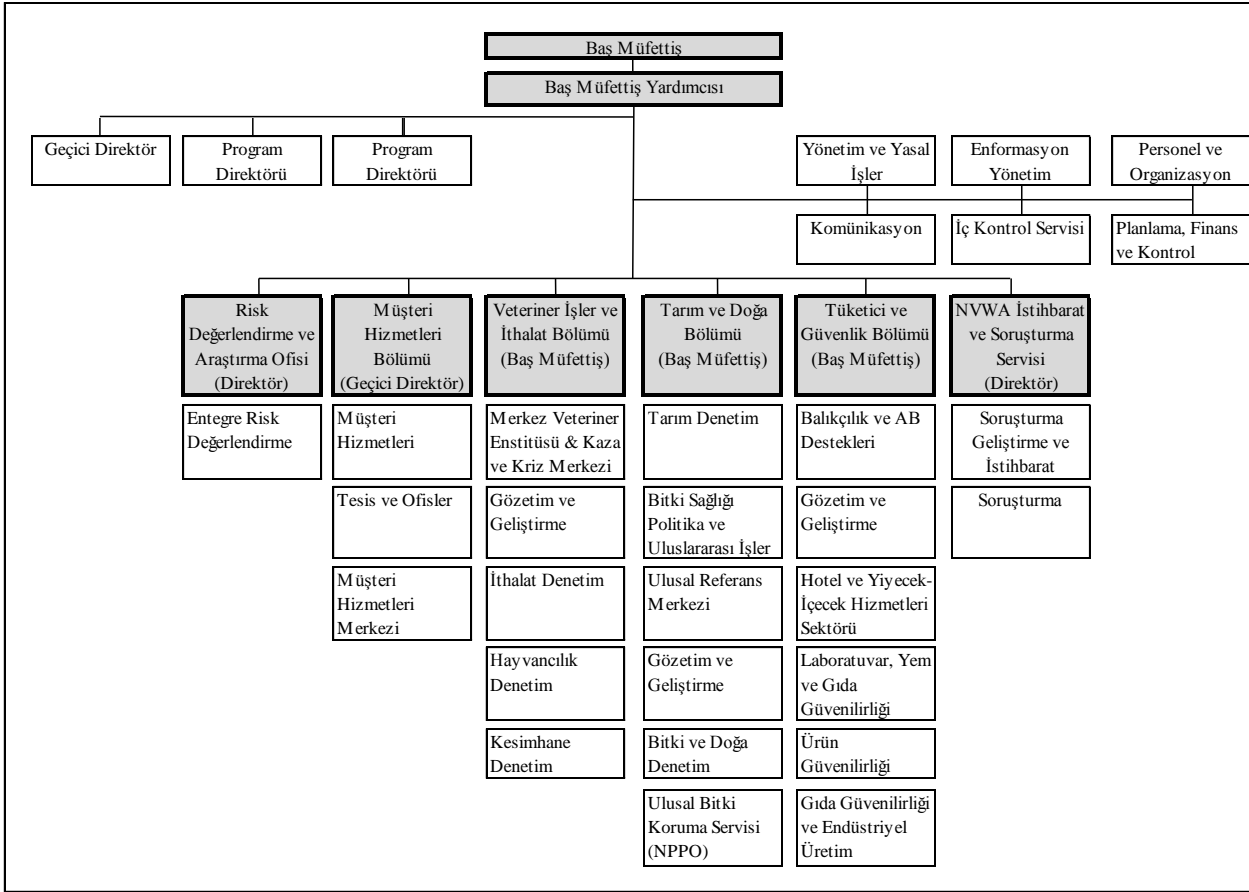 Baş Müfettiş
Baş Müfettiş Yardımcısı
Geçici Direktör
Program
Direktörü
Program
Direktörü
Yönetim ve Yasal
İşler
Enformasyon
Yönetim
Personel ve
Organizasyon
Komünikasyon
İç Kontrol Servisi
Planlama, Finans
ve Kontrol
Risk
Değerlendirme ve
Araştırma Ofisi
(Direktör)
Müşteri
Hizmetleri
Bölümü
(Geçici Direktör)
Veteriner İşler ve
İthalat Bölümü
(Baş Müfettiş)
Tarım ve Doğa
Bölümü
(Baş Müfettiş)
Tüketici ve
Güvenlik Bölümü
(Baş Müfettiş)
NVWA İstihbarat
ve Soruşturma
Servisi
(Direktör)
Entegre Risk
Değerlendirme
Müşteri
Hizmetleri
Merkez Veteriner
Enstitüsü & Kaza
ve Kriz Merkezi
Tarım Denetim
Balıkçılık ve AB
Destekleri
Soruşturma
Geliştirme ve
İstihbarat
Tesis ve Ofisler
Gözetim ve
Geliştirme
Bitki Sağlığı
Politika ve
Uluslararası İşler
Gözetim ve
Geliştirme
Soruşturma
Müşteri
Hizmetleri
Merkezi
İthalat Denetim
Ulusal Referans
Merkezi
Hotel ve Yiyecek-
İçecek Hizmetleri
Sektörü
Hayvancılık
Denetim
Gözetim ve
Geliştirme
Laboratuvar, Yem
ve Gıda
Güvenilirliği
Kesimhane
Denetim
Bitki ve Doğa
Denetim
Ürün
Güvenilirliği
Ulusal Bitki
Koruma Servisi
(NPPO)
Gıda Güvenilirliği
ve Endüstriyel
Üretim